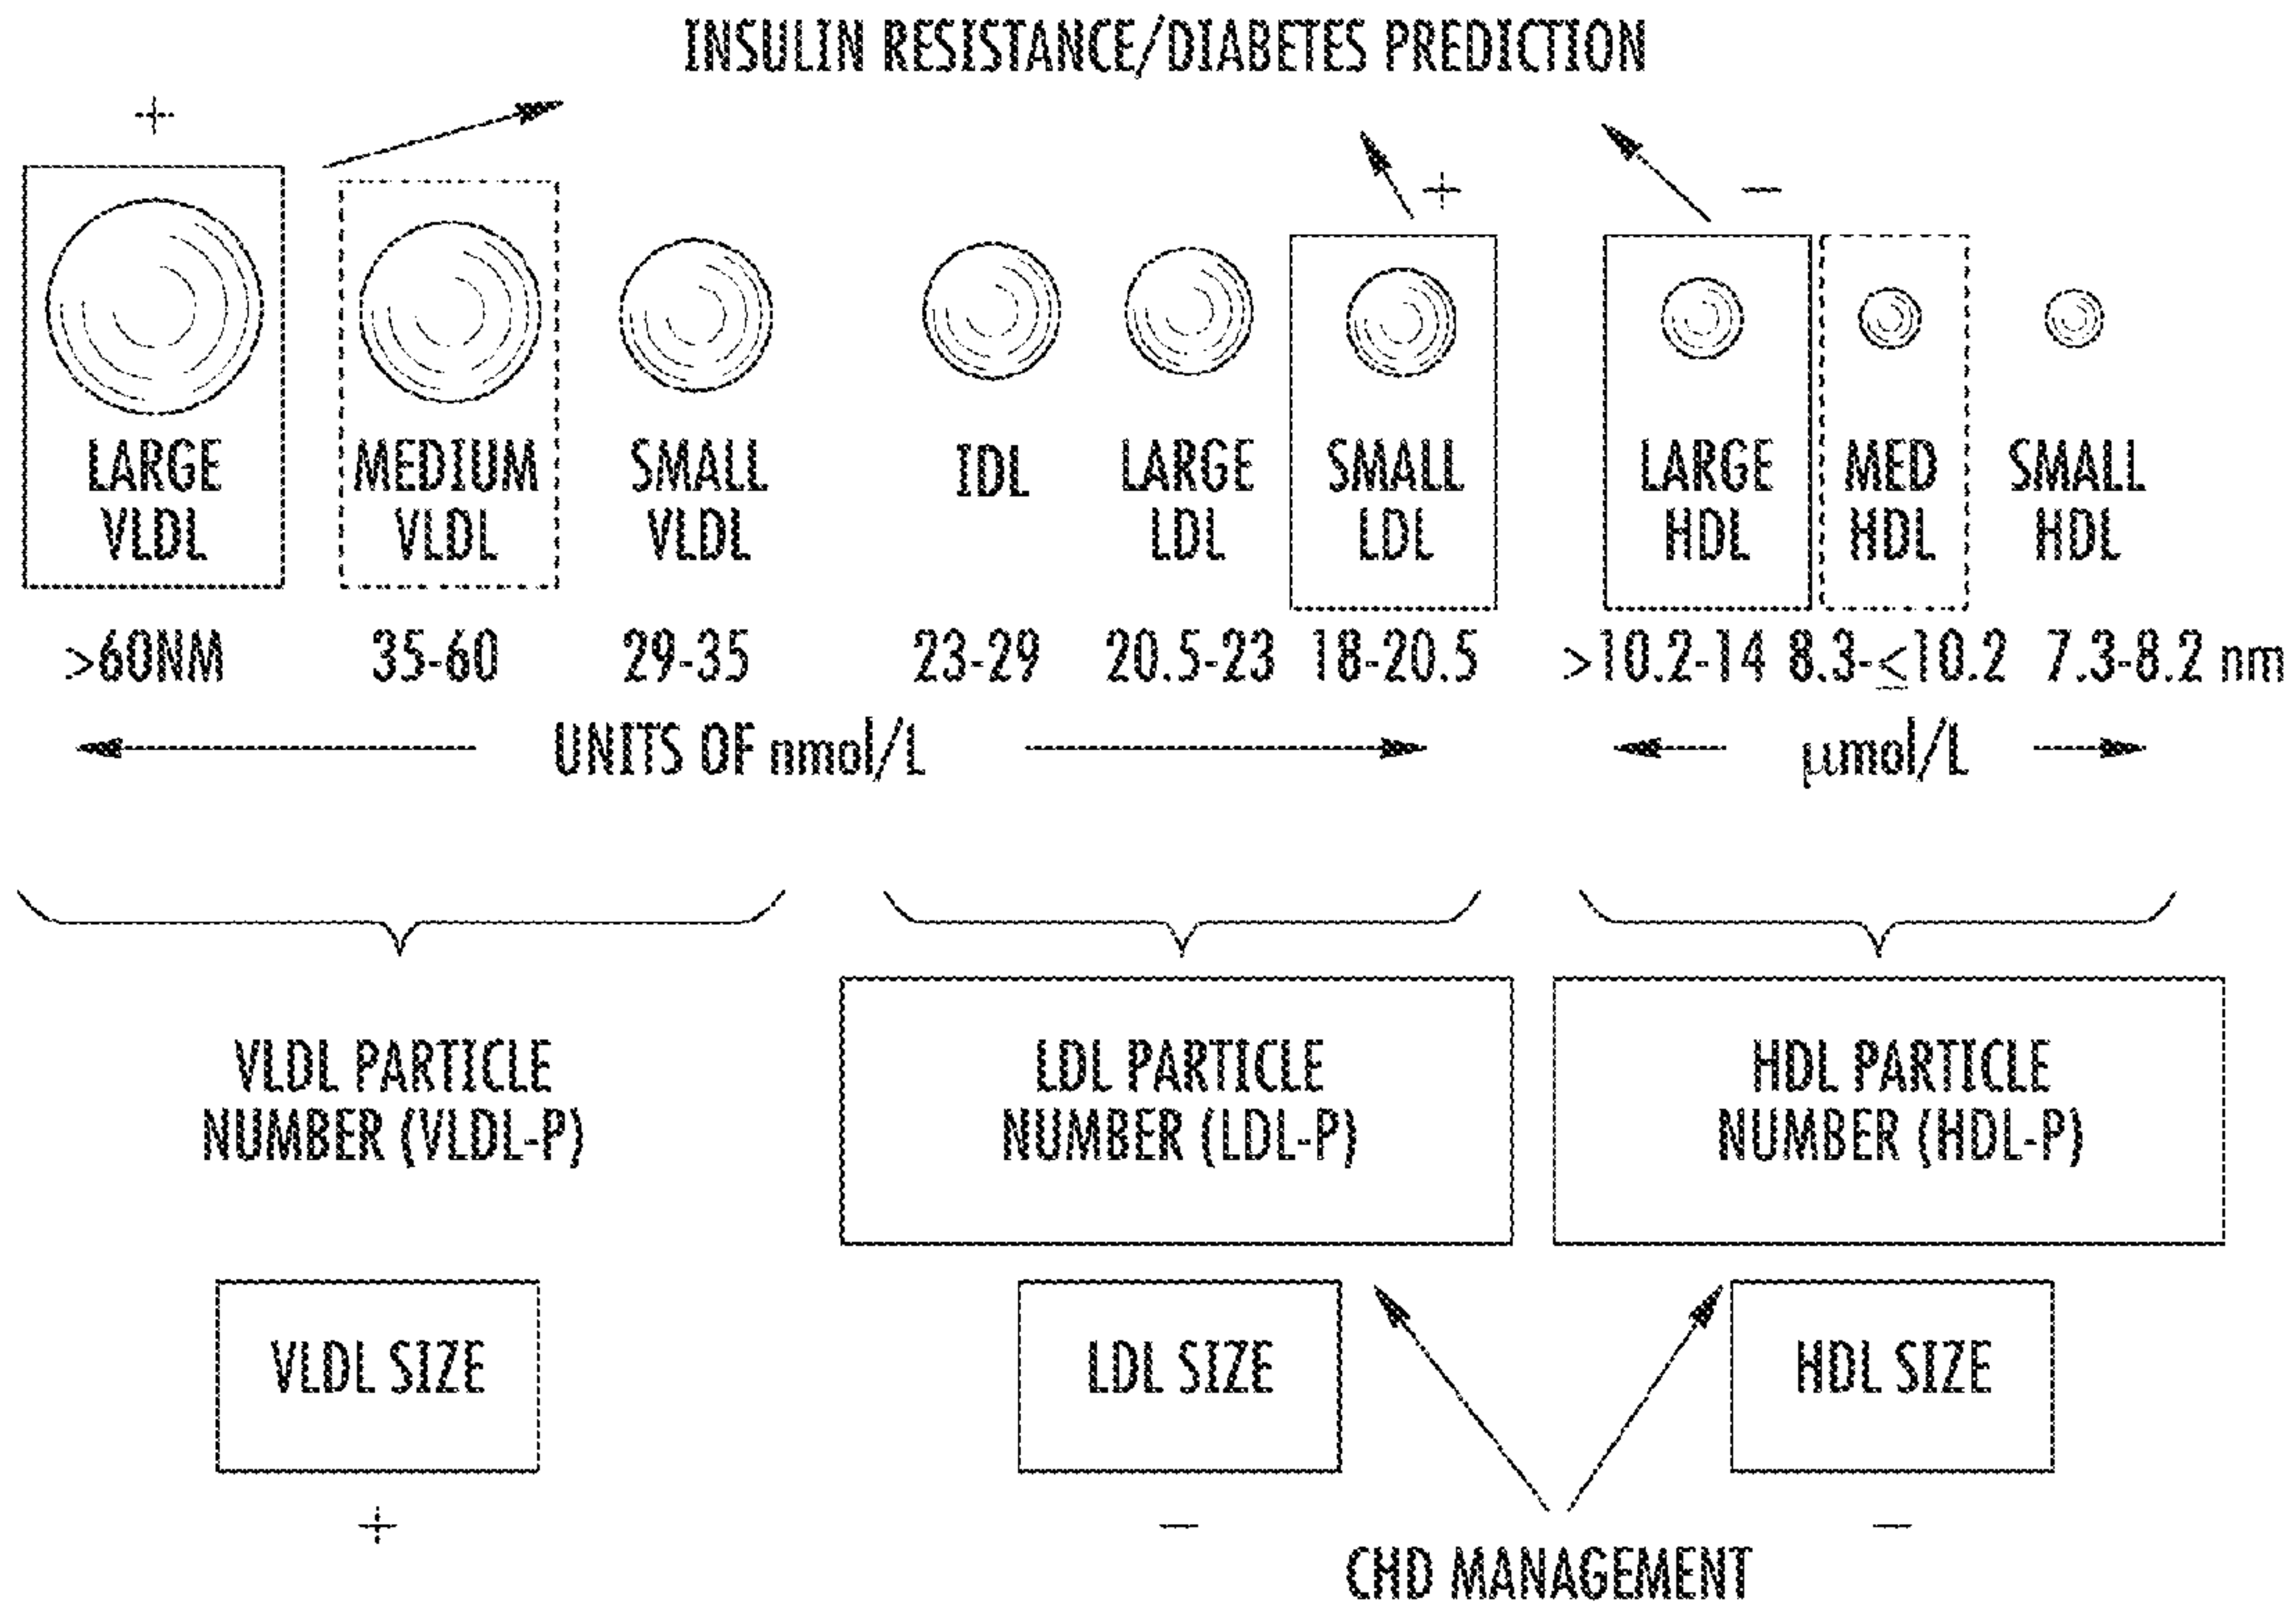 INSULIN RESISTANCE/DIABETES PREDICTION
+
+
−
LARGE
VLDL
MEDIUM
VLDL
SMALL
VLDL
IDL
LARGE
LDL
SMALL
LDL
LARGE
HDL
MED
HDL
SMALL
HDL
>60NM 35-60 29-35 23-29 20.5-23 18-20.5 >10.2-14 8.3-≤10.2 7.3-8.2 nm
UNITS OF nmol/L
µmol/L
VLDL PARTICLE
NUMBER (VLDL-P)
LDL PARTICLE
NUMBER (LDL-P)
HDL PARTICLE
NUMBER (HDL-P)
VLDL SIZE
LDL SIZE
HDL SIZE
+
−
−
CHD MANAGEMENT